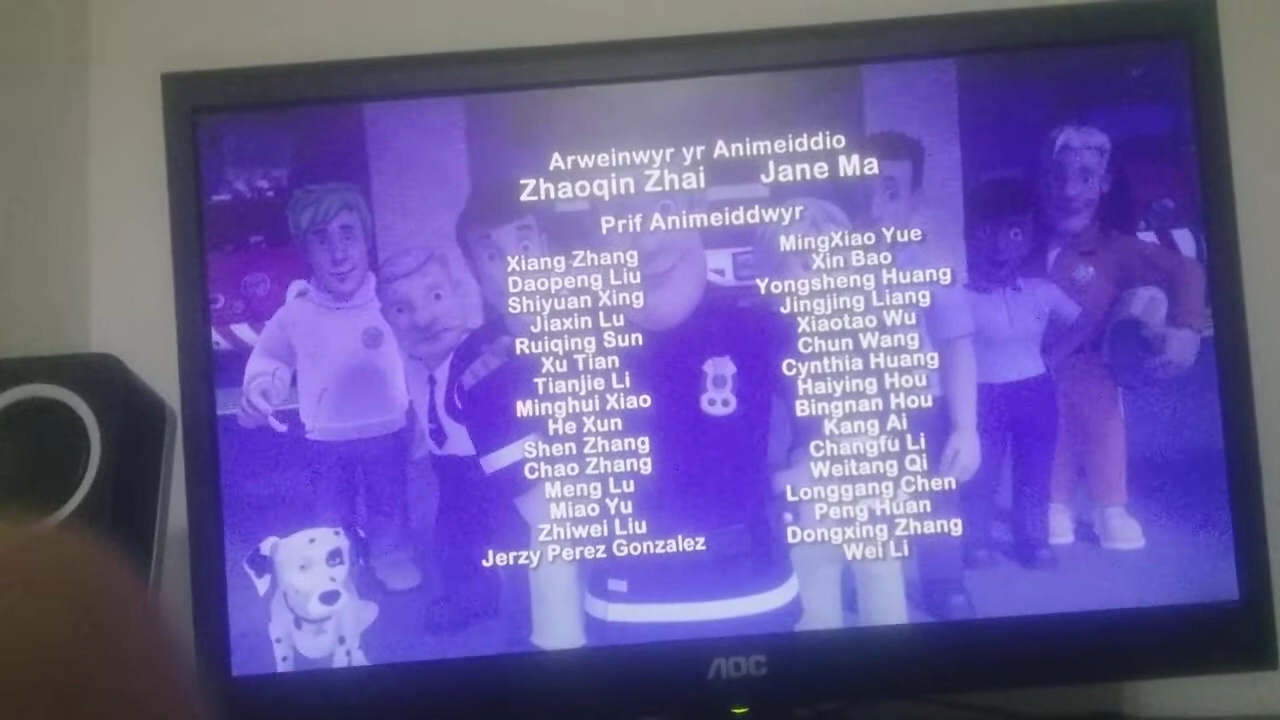 Arweinwyr yr Animeiddio
Zhaoqin Zhai Jane Ma
Prif Animeiddwyr
Xiang Zhang
Daopeng Liu
Shiyuan Xing
Jiaxin Lu
Ruiqing Sun
Xu Tian
Tianjie Li
Minghui Xiao
He Xun
Shen Zhang
Chao Zhang
Meng Lu
Miao Yu
Zhiwei Liu
Jerzy Perez Gonzalez
MingXiao Yue
Xin Bao
Yongsheng Huang
Jingjing Liang
Xiaotao Wu
Chun Wang
Cynthia Huang
Haiying Hou
Bingnan Hou
Kang Ai
Changfu Li
Weitang Qi
Longgang Chen
Peng Huan
Dongxing Zhang
Wei Li
8
AOC